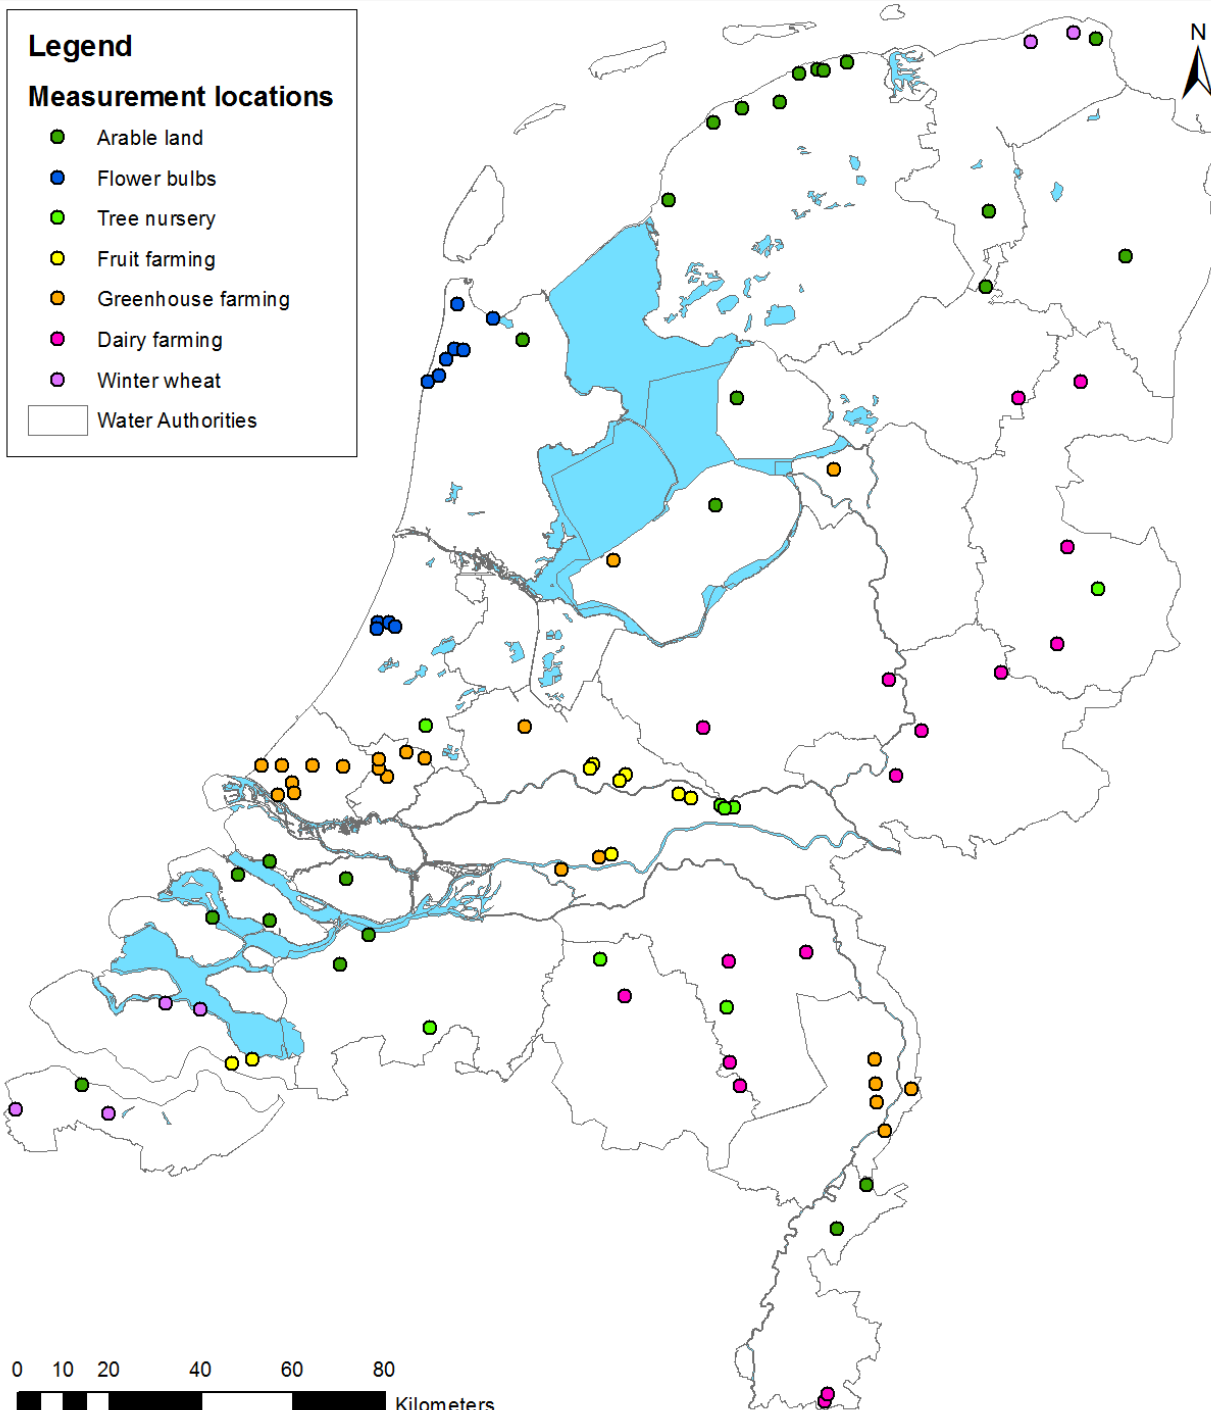 Legend
N
Measurement locations
Arable land
Flower bulbs
Tree nursery
Fruit farming
Greenhouse farming
Dairy farming
Winter wheat
Water Authorities
0 10 20 40 60 80
Kilometers